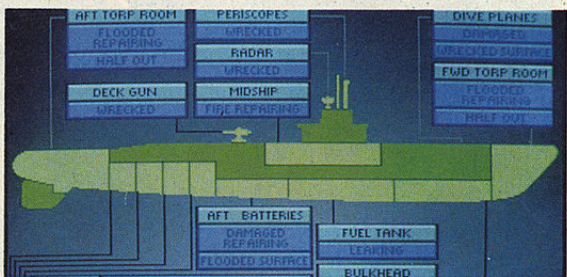 AFT TORP ROOM
FLOODED
REPAIRING
HALF OUT
PERISCOPES
WRECKED
RADAR
WRECKED
DIVE PLANES
DAMAGED
WRECKED SURFACE
FWD TORP ROOM
FLOODED
REPAIRING
HALF OUT
DECK GUN
WRECKED
MIDSHIP
FIRE REPAIRING
AFT BATTERIES
DAMAGED
REPAIRING
FLOODED SURFACE
FUEL TANK
LEAKING
BULKHEAD